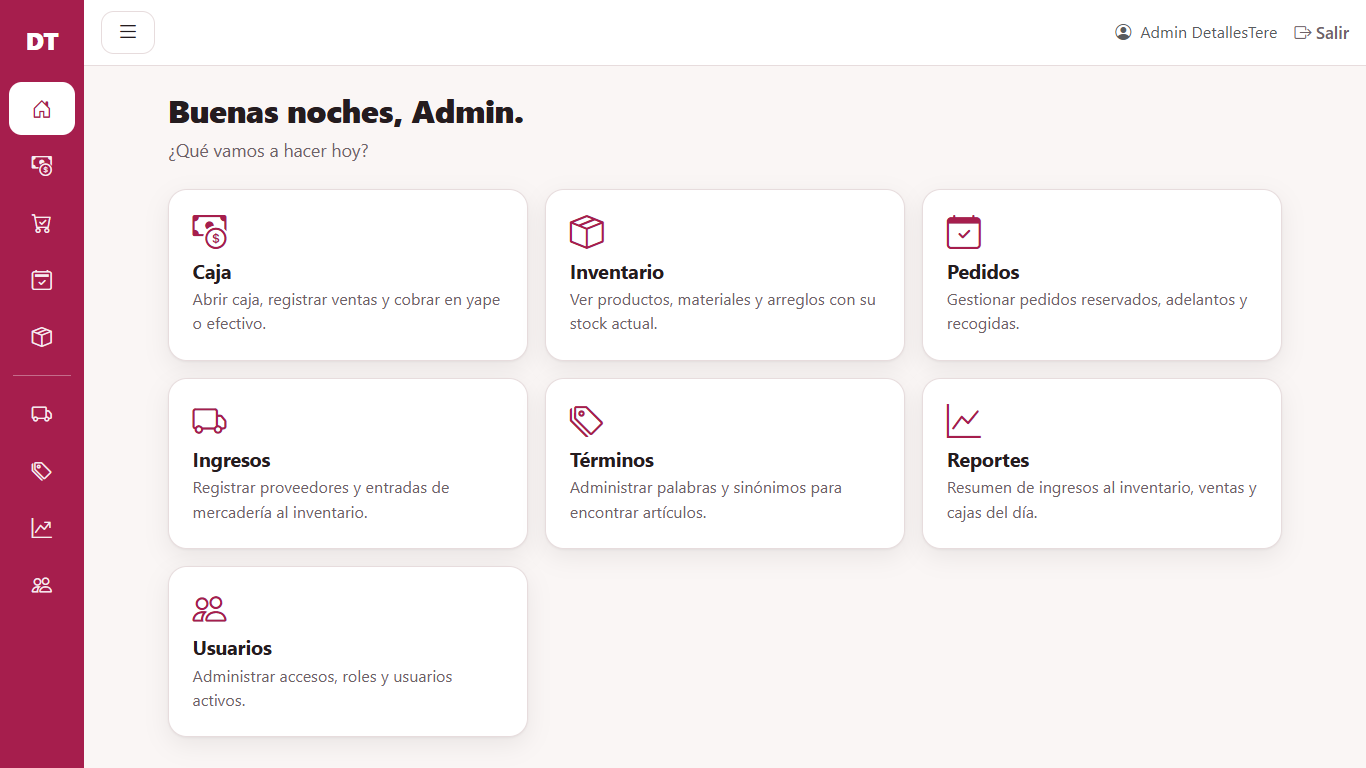 DT
Admin DetallesTere
Salir
Buenas noches, Admin.
¿Qué vamos a hacer hoy?
Caja
Abrir caja, registrar ventas y cobrar en yape
o efectivo.
Inventario
Ver productos, materiales y arreglos con su
stock actual.
Pedidos
Gestionar pedidos reservados, adelantos y
recogidas.
Ingresos
Registrar proveedores y entradas de
mercadería al inventario.
Términos
Administrar palabras y sinónimos para
encontrar artículos.
Reportes
Resumen de ingresos al inventario, ventas y
cajas del día.
Usuarios
Administrar accesos, roles y usuarios
activos.